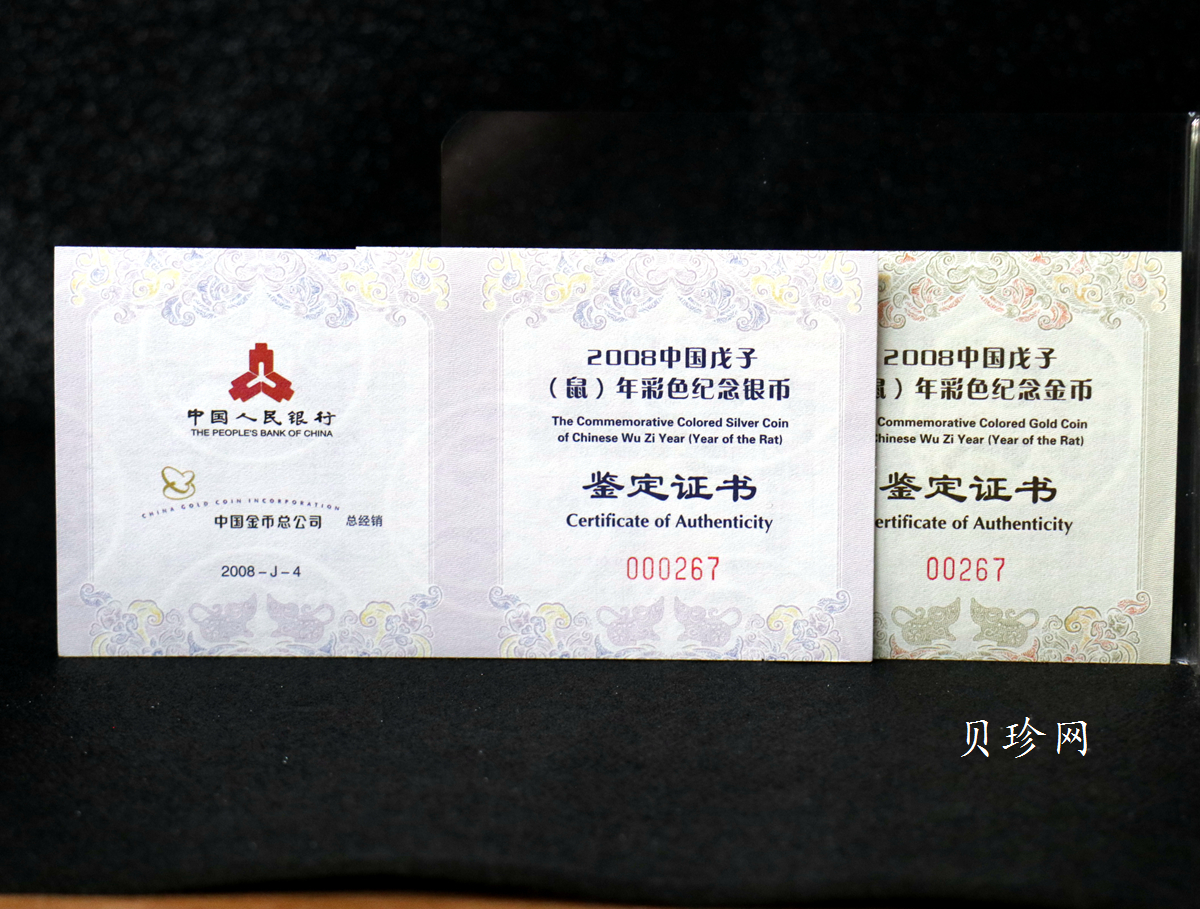 中国人民银行
THE PEOPLE'S BANK OF CHINA
CHINA GOLD COIN INCORPORATION
中国金币总公司 总经销
2008-J-4
2008中国戊子
（鼠）年彩色纪念银币
The Commemorative Colored Silver Coin
of Chinese Wu Zi Year (Year of the Rat)
鉴定证书
Certificate of Authenticity
000267
2008中国戊子
鼠）年彩色纪念金币
Commemorative Colored Gold Coin
Chinese Wu Zi Year (Year of the Rat)
鉴定证书
ertificate of Authenticity
00267
贝珍网